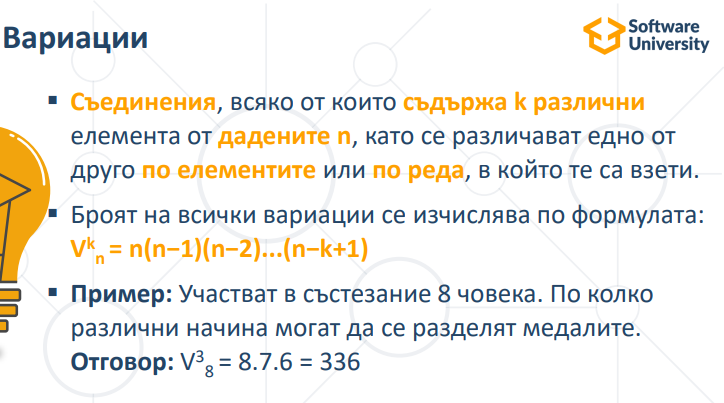 Вариации
Software
University
▪ Съединения, всяко от които съдържа k различни
елемента от дадените n, като се различават едно от
друго по елементите или по реда, в който те са взети.
▪ Броят на всички вариации се изчислява по формулата:
Vᵏₙ = n(n−1)(n−2)...(n−k+1)
▪ Пример: Участват в състезание 8 човека. По колко
различни начина могат да се разделят медалите.
Отговор: V³₈ = 8.7.6 = 336